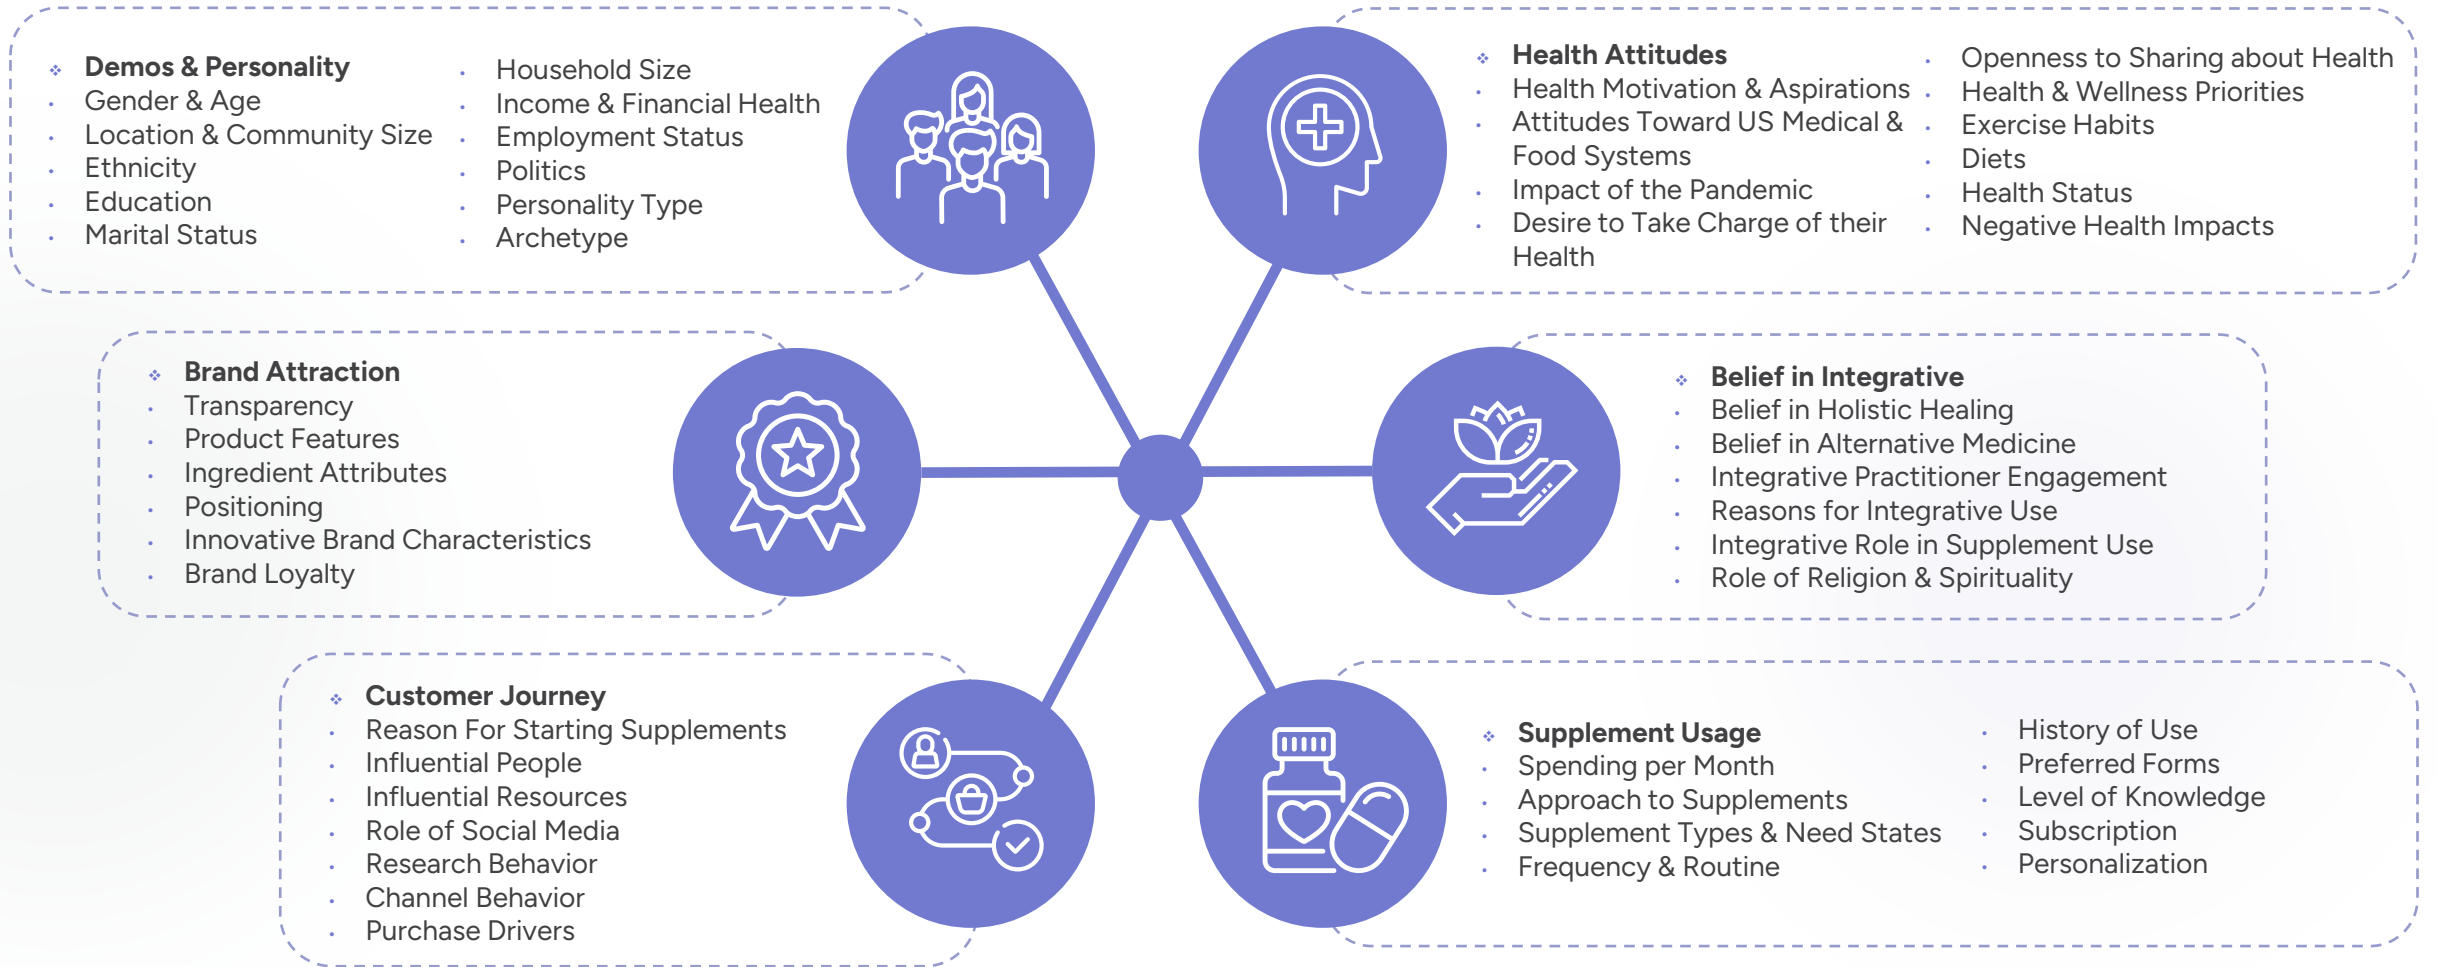 Demos & Personality
Gender & Age
Location & Community Size
Ethnicity
Education
Marital Status
Household Size
Income & Financial Health
Employment Status
Politics
Personality Type
Archetype
Health Attitudes
Health Motivation & Aspirations
Attitudes Toward US Medical &
Food Systems
Impact of the Pandemic
Desire to Take Charge of their
Health
Openness to Sharing about Health
Health & Wellness Priorities
Exercise Habits
Diets
Health Status
Negative Health Impacts
Brand Attraction
Transparency
Product Features
Ingredient Attributes
Positioning
Innovative Brand Characteristics
Brand Loyalty
Belief in Integrative
Belief in Holistic Healing
Belief in Alternative Medicine
Integrative Practitioner Engagement
Reasons for Integrative Use
Integrative Role in Supplement Use
Role of Religion & Spirituality
Customer Journey
Reason For Starting Supplements
Influential People
Influential Resources
Role of Social Media
Research Behavior
Channel Behavior
Purchase Drivers
Supplement Usage
Spending per Month
Approach to Supplements
Supplement Types & Need States
Frequency & Routine
History of Use
Preferred Forms
Level of Knowledge
Subscription
Personalization